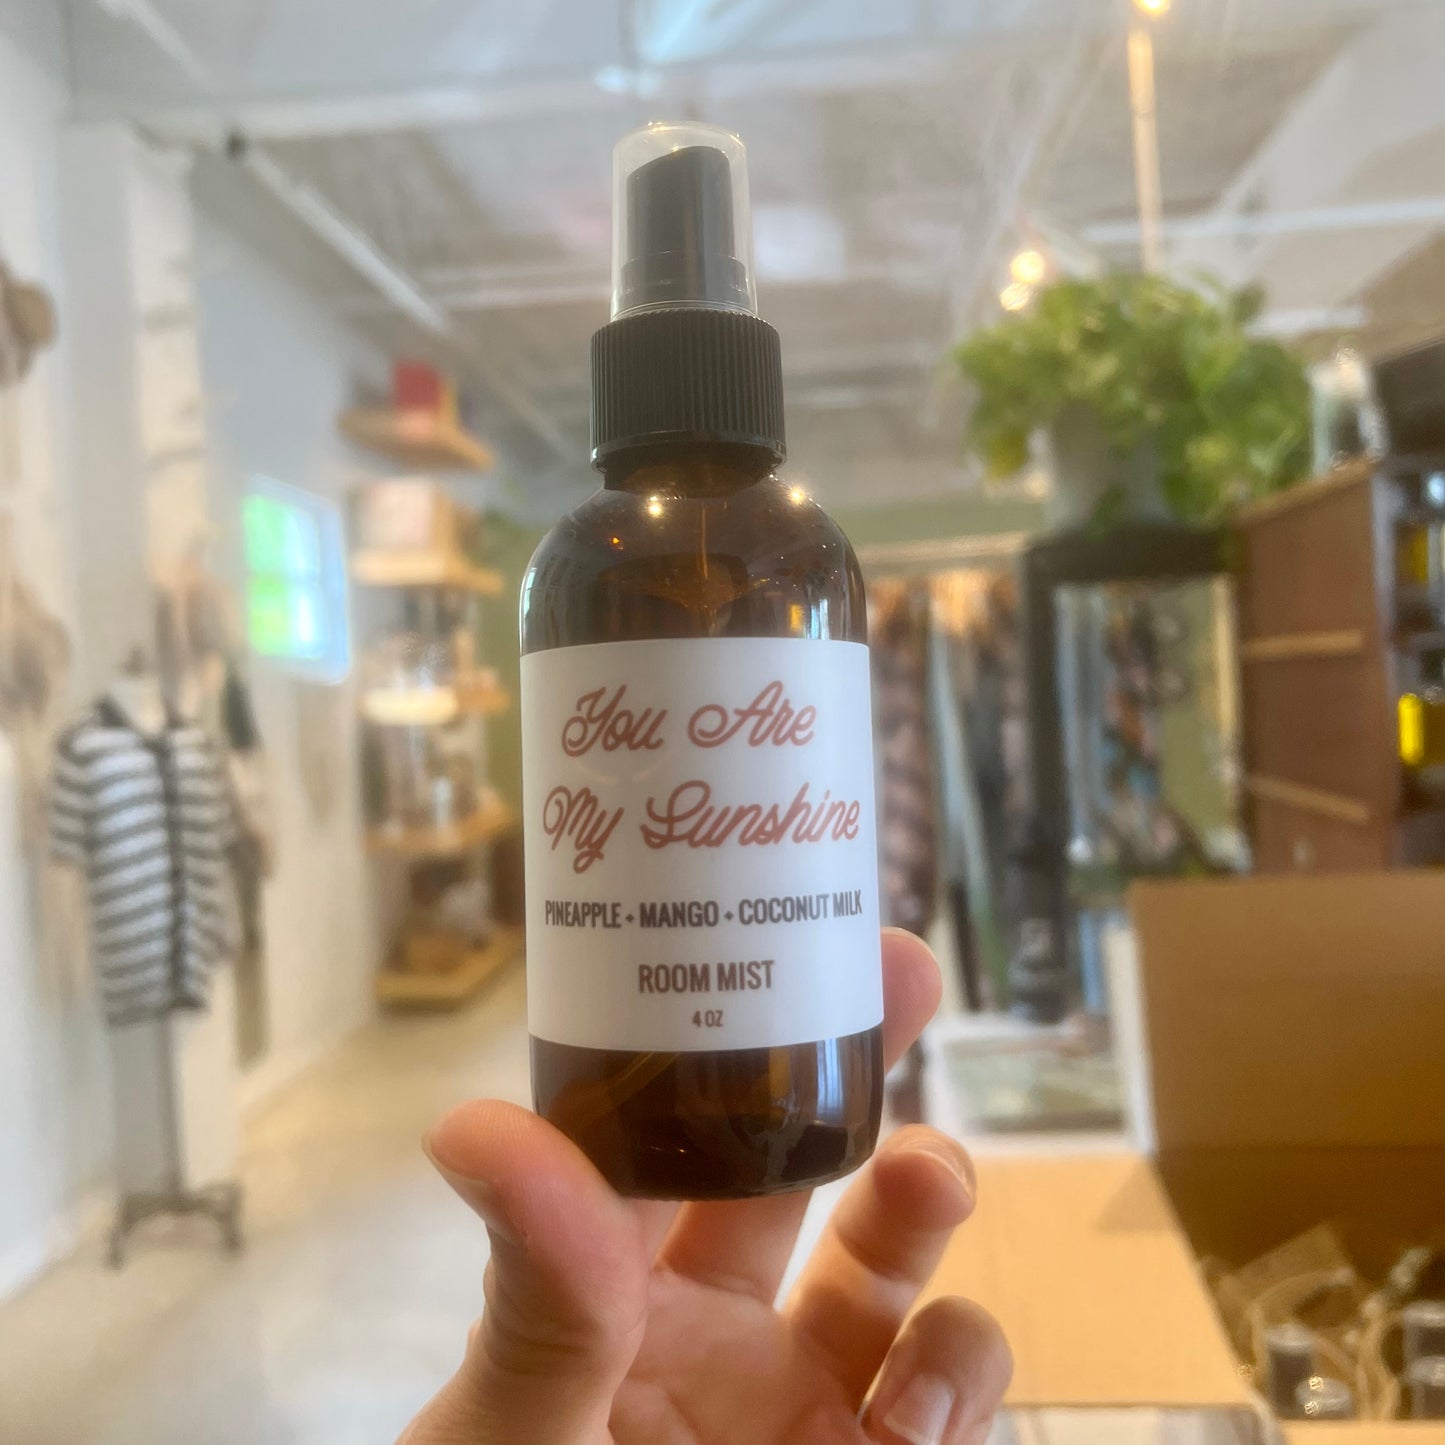 You Are
My Sunshine
PINEAPPLE + MANGO + COCONUT MILK
ROOM MIST
4 OZ